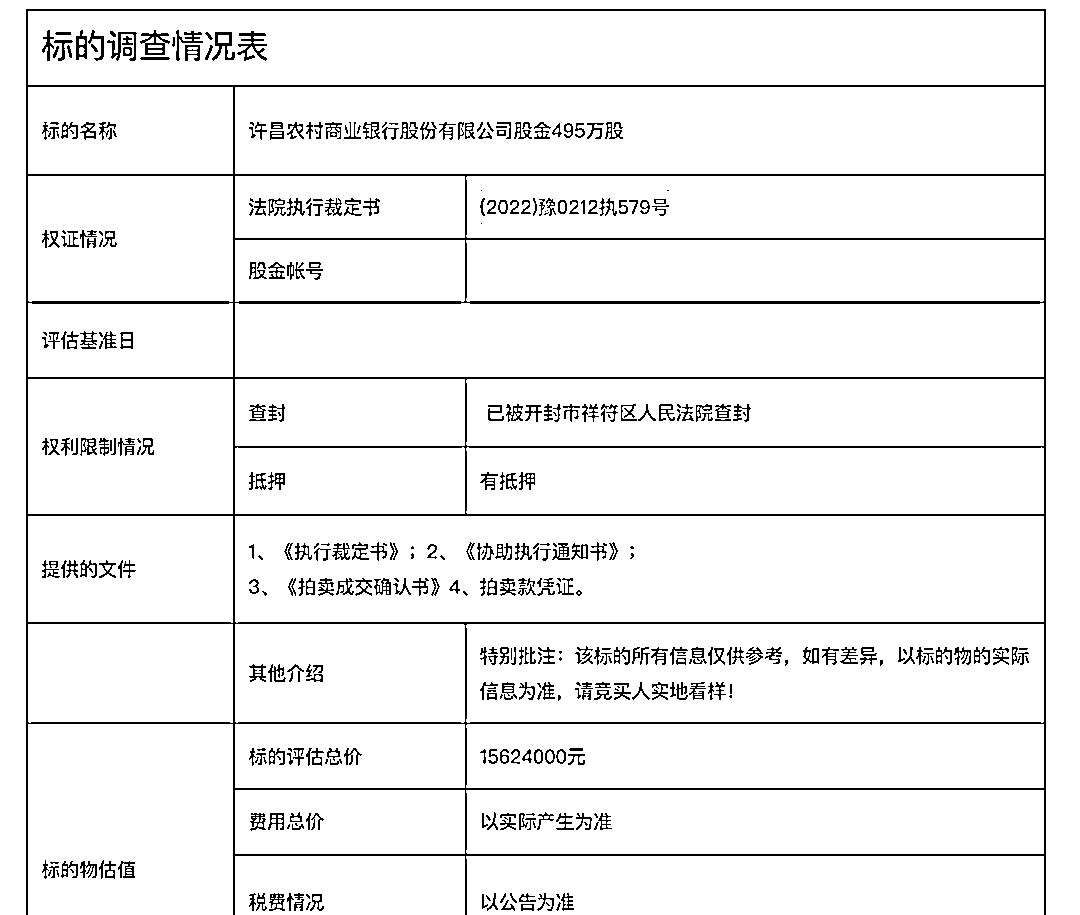 标的调查情况表
标的名称
许昌农村商业银行股份有限公司股金495万股
权证情况
法院执行裁定书
(2022)豫0212执579号
股金帐号
评估基准日
权利限制情况
查封
已被开封市祥符区人民法院查封
抵押
有抵押
提供的文件
1、《执行裁定书》；2、《协助执行通知书》；
3、《拍卖成交确认书》4、拍卖款凭证。
其他介绍
特别批注：该标的所有信息仅供参考，如有差异，以标的物的实际
信息为准，请竞买人实地看样！
标的物估值
标的评估总价
15624000元
费用总价
以实际产生为准
税费情况
以公告为准